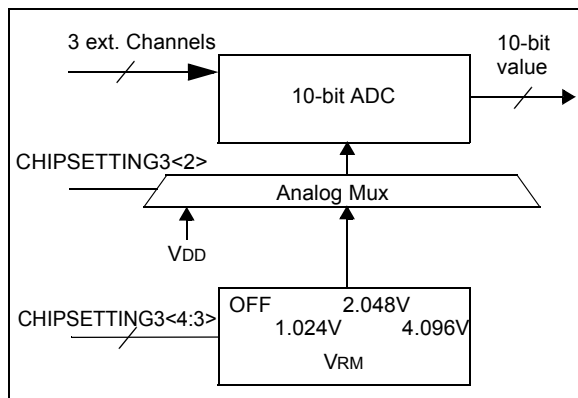 3 ext. Channels
10-bit
value
10-bit ADC
CHIPSETTING3<2>
Analog Mux
VDD
CHIPSETTING3<4:3>
OFF 2.048V
1.024V 4.096V
VRM